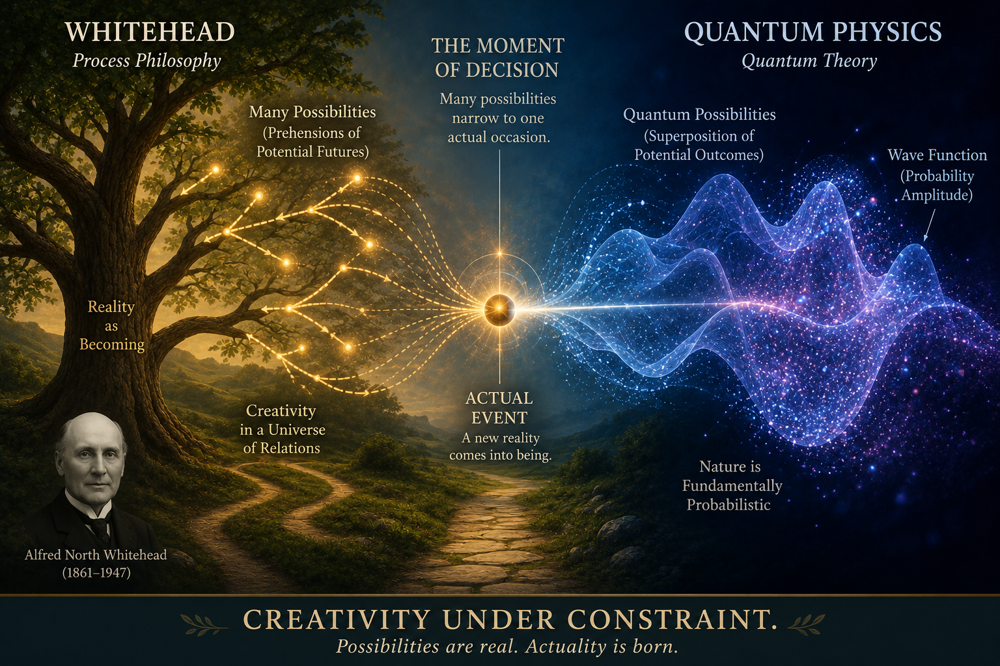 WHITEHEAD
Process Philosophy
THE MOMENT
OF DECISION
Many possibilities
narrow to one
actual occasion.
QUANTUM PHYSICS
Quantum Theory
Many Possibilities
(Prehensions of
Potential Futures)
Quantum Possibilities
(Superposition of
Potential Outcomes)
Wave Function
(Probability
Amplitude)
Reality
as
Becoming
Creativity
in a Universe
of Relations
ACTUAL
EVENT
A new reality
comes into being.
Nature is
Fundamentally
Probabilistic
Alfred North Whitehead
(1861–1947)
CREATIVITY UNDER CONSTRAINT.
Possibilities are real. Actuality is born.